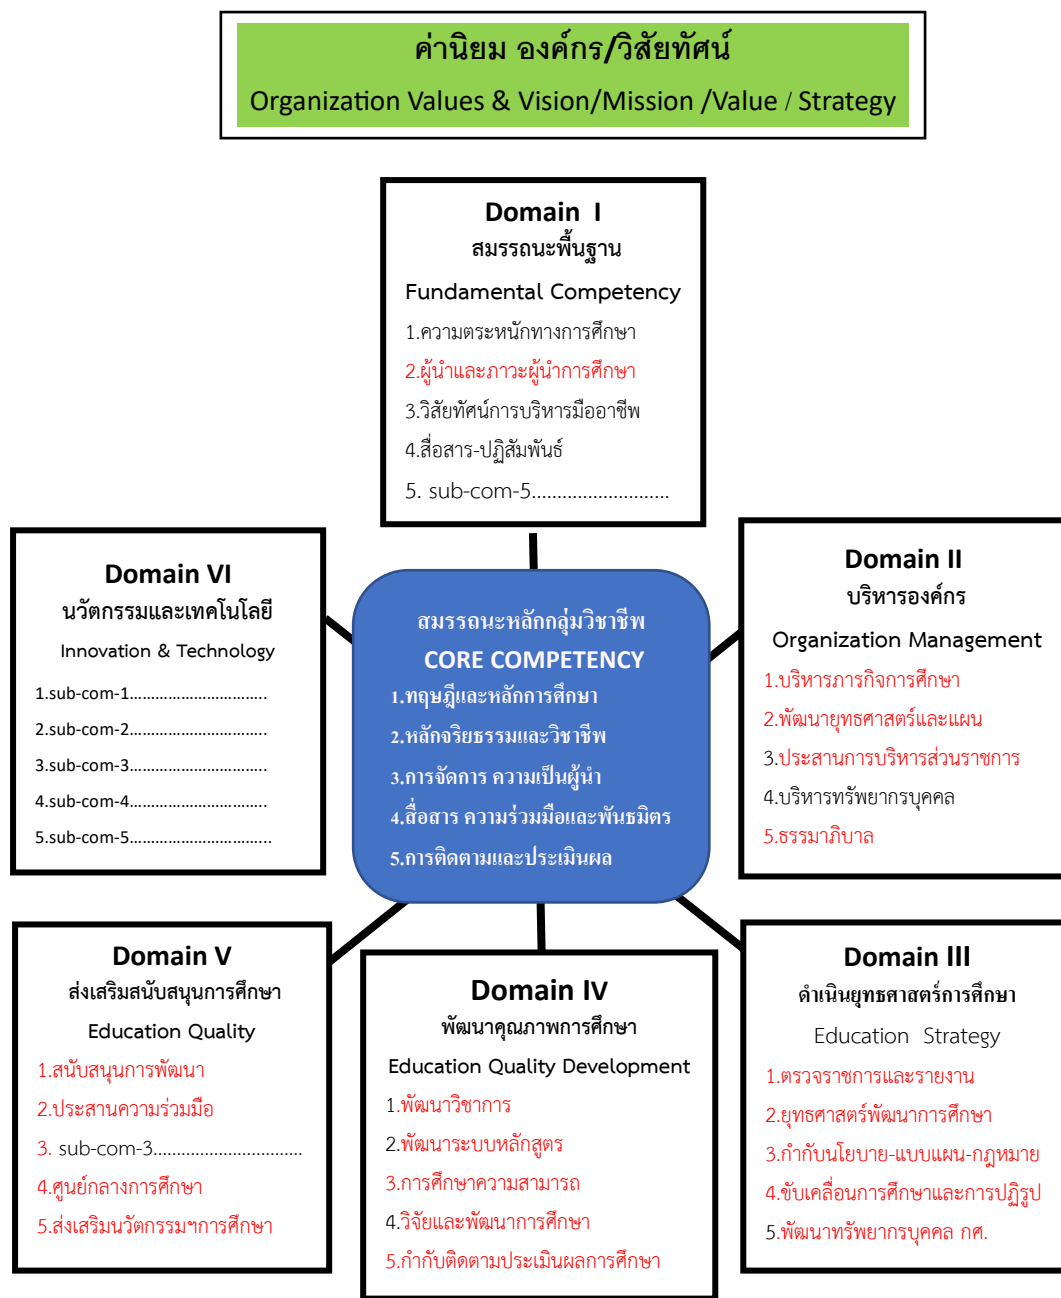 ค่านิยม องค์กร/วิสัยทัศน์
Organization Values & Vision/Mission /Value / Strategy
Domain I
สมรรถนะพื้นฐาน
Fundamental Competency
1.ความตระหนักทางการศึกษา
2.ผู้นำและภาวะผู้นำการศึกษา
3.วิสัยทัศน์การบริหารมืออาชีพ
4.สื่อสาร-ปฏิสัมพันธ์
5. sub-com-5...........................
Domain VI
นวัตกรรมและเทคโนโลยี
Innovation & Technology
1.sub-com-1..............................
2.sub-com-2..............................
3.sub-com-3..............................
4.sub-com-4..............................
5.sub-com-5..............................
สมรรถนะหลักกลุ่มวิชาชีพ
CORE COMPETENCY
1.ทฤษฎีและหลักการศึกษา
2.หลักจริยธรรมและวิชาชีพ
3.การจัดการ ความเป็นผู้นำ
4.สื่อสาร ความร่วมมือและพันธมิตร
5.การติดตามและประเมินผล
Domain II
บริหารองค์กร
Organization Management
1.บริหารภารกิจการศึกษา
2.พัฒนายุทธศาสตร์และแผน
3.ประสานการบริหารส่วนราชการ
4.บริหารทรัพยากรบุคคล
5.ธรรมาภิบาล
Domain V
ส่งเสริมสนับสนุนการศึกษา
Education Quality
1.สนับสนุนการพัฒนา
2.ประสานความร่วมมือ
3. sub-com-3.............................
4.ศูนย์กลางการศึกษา
5.ส่งเสริมนวัตกรรมฯการศึกษา
Domain IV
พัฒนาคุณภาพการศึกษา
Education Quality Development
1.พัฒนาวิชาการ
2.พัฒนาระบบหลักสูตร
3.การศึกษาความสามารถ
4.วิจัยและพัฒนาการศึกษา
5.กำกับติดตามประเมินผลการศึกษา
Domain III
ดำเนินยุทธศาสตร์การศึกษา
Education Strategy
1.ตรวจราชการและรายงาน
2.ยุทธศาสตร์พัฒนาการศึกษา
3.กำกับนโยบาย-แบบแผน-กฎหมาย
4.ขับเคลื่อนการศึกษาและการปฏิรูป
5.พัฒนาทรัพยากรบุคคล กศ.